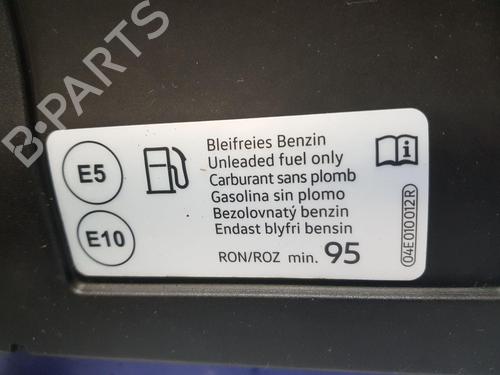 B-PARTS
E5
E10
Bleifreies Benzin
Unleaded fuel only
Carburant sans plomb
Gasolina sin plomo
Bezolovnatý benzin
Endast blyfri bensin
RON/ROZ min. 95
i
04E010012R